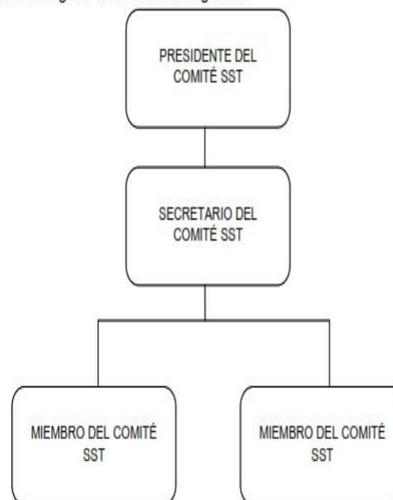 PRESIDENTE DEL
COMITÉ SST
SECRETARIO DEL
COMITÉ SST
MIEMBRO DEL COMITÉ
SST
MIEMBRO DEL COMITÉ
SST